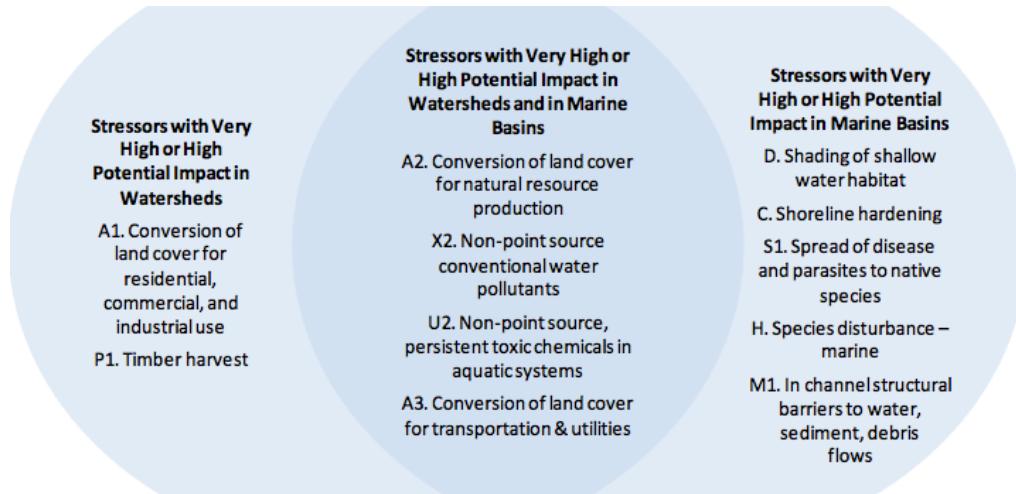 Stressors with Very
High or High
Potential Impact in
Watersheds
A1. Conversion of
land cover for
residential,
commercial, and
industrial use
P1. Timber harvest
Stressors with Very High or
High Potential Impact in
Watersheds and in Marine
Basins
A2. Conversion of land cover
for natural resource
production
X2. Non-point source
conventional water
pollutants
U2. Non-point source,
persistent toxic chemicals in
aquatic systems
A3. Conversion of land cover
for transportation & utilities
Stressors with Very
High or High Potential
Impact in Marine Basins
D. Shading of shallow
water habitat
C. Shoreline hardening
S1. Spread of disease
and parasites to native
species
H. Species disturbance –
marine
M1. In channel structural
barriers to water,
sediment, debris
flows